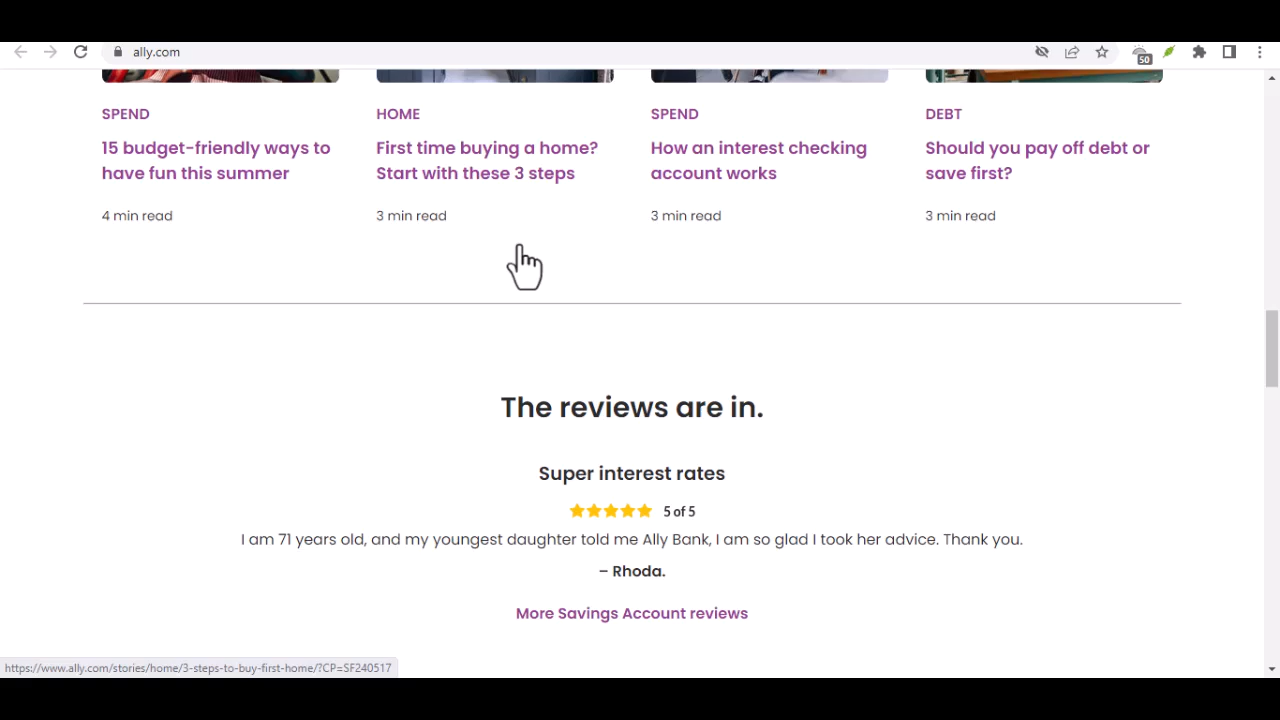 ally.com
50
SPEND
15 budget-friendly ways to
have fun this summer
4 min read
HOME
First time buying a home?
Start with these 3 steps
3 min read
SPEND
How an interest checking
account works
3 min read
DEBT
Should you pay off debt or
save first?
3 min read
The reviews are in.
Super interest rates
5 of 5
I am 71 years old, and my youngest daughter told me Ally Bank, I am so glad I took her advice. Thank you.
– Rhoda.
More Savings Account reviews
https://www.ally.com/stories/home/3-steps-to-buy-first-home/?CP=SF240517